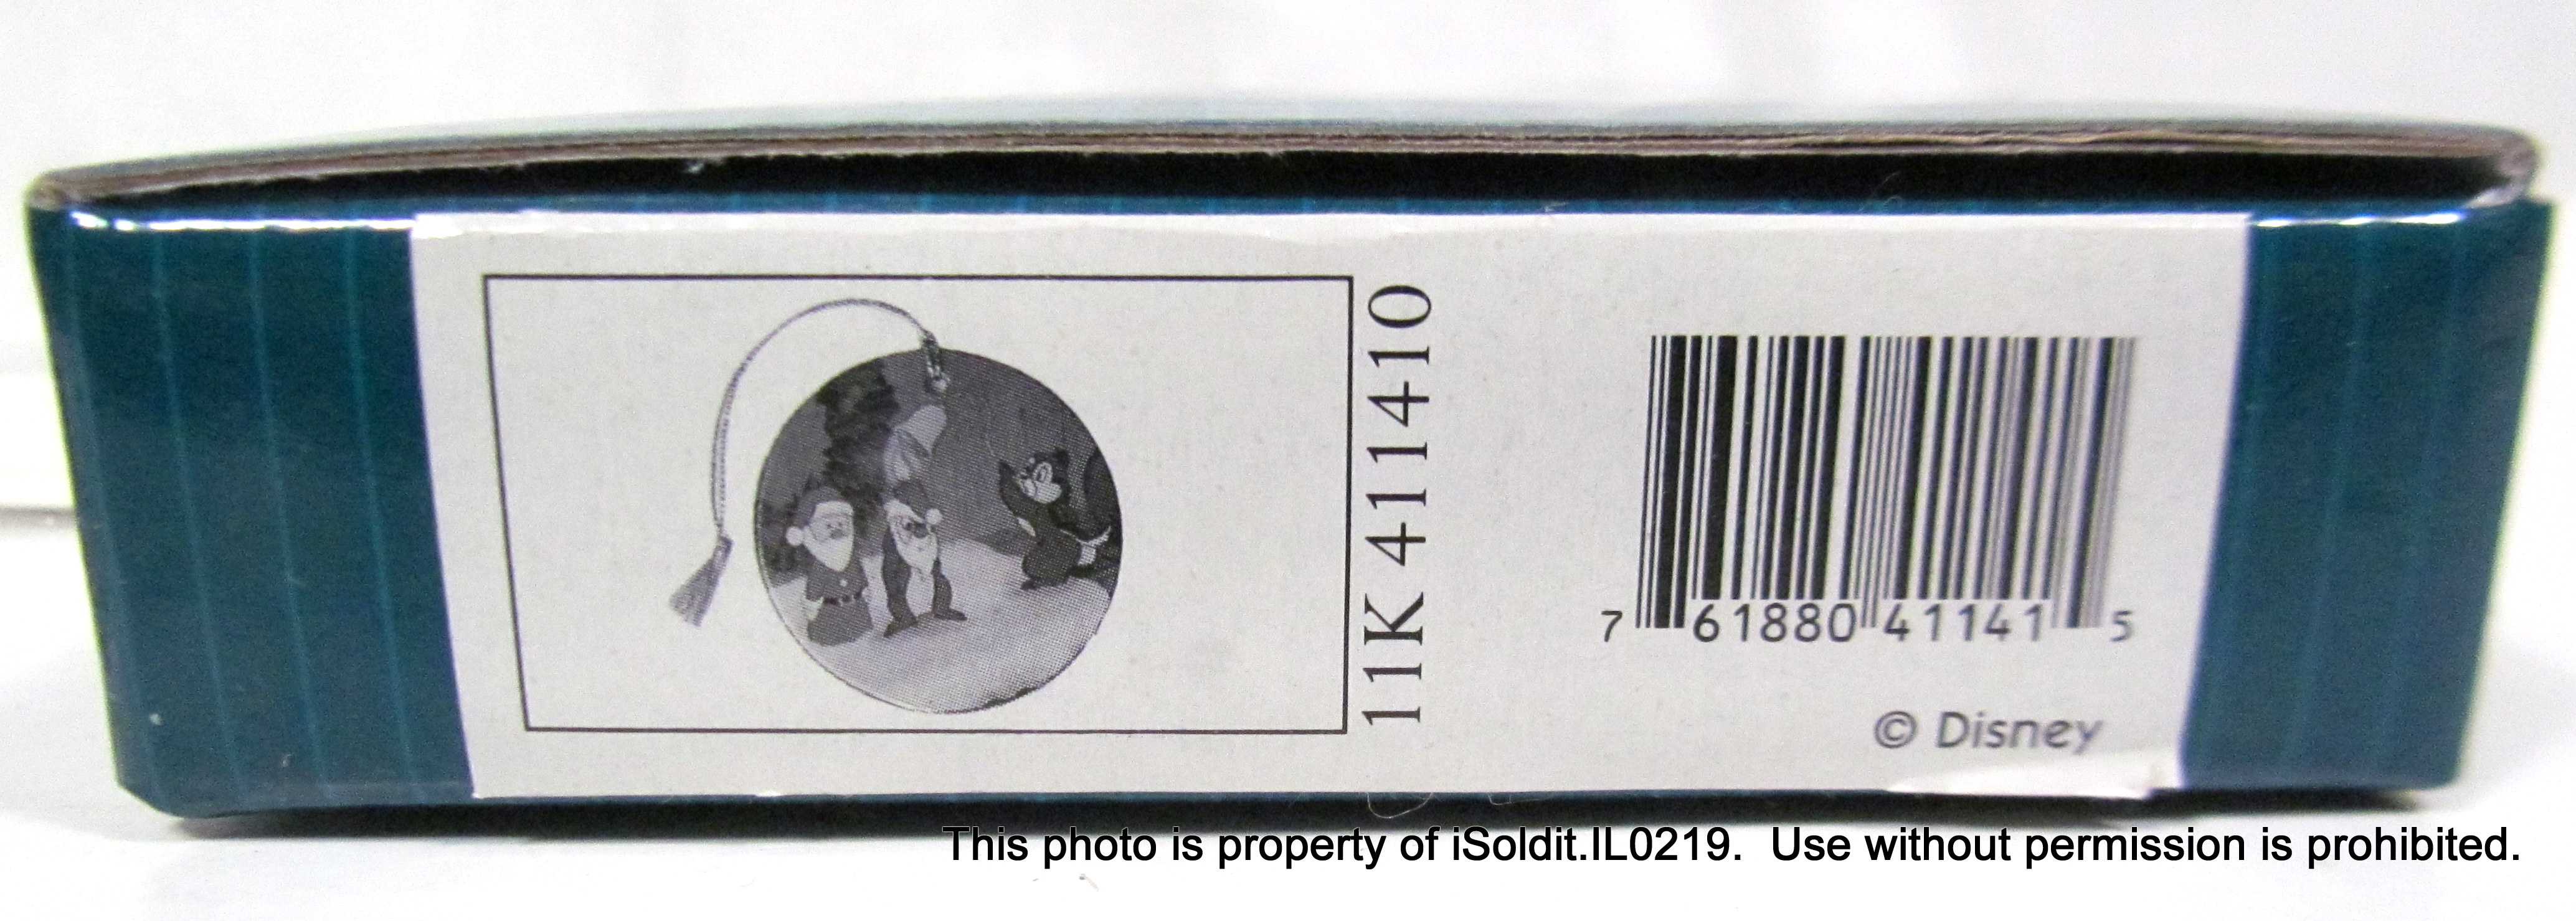 11K 411410
7 61880 41141 5
© Disney
This photo is property of iSoldit.IL0219. Use without permission is prohibited.